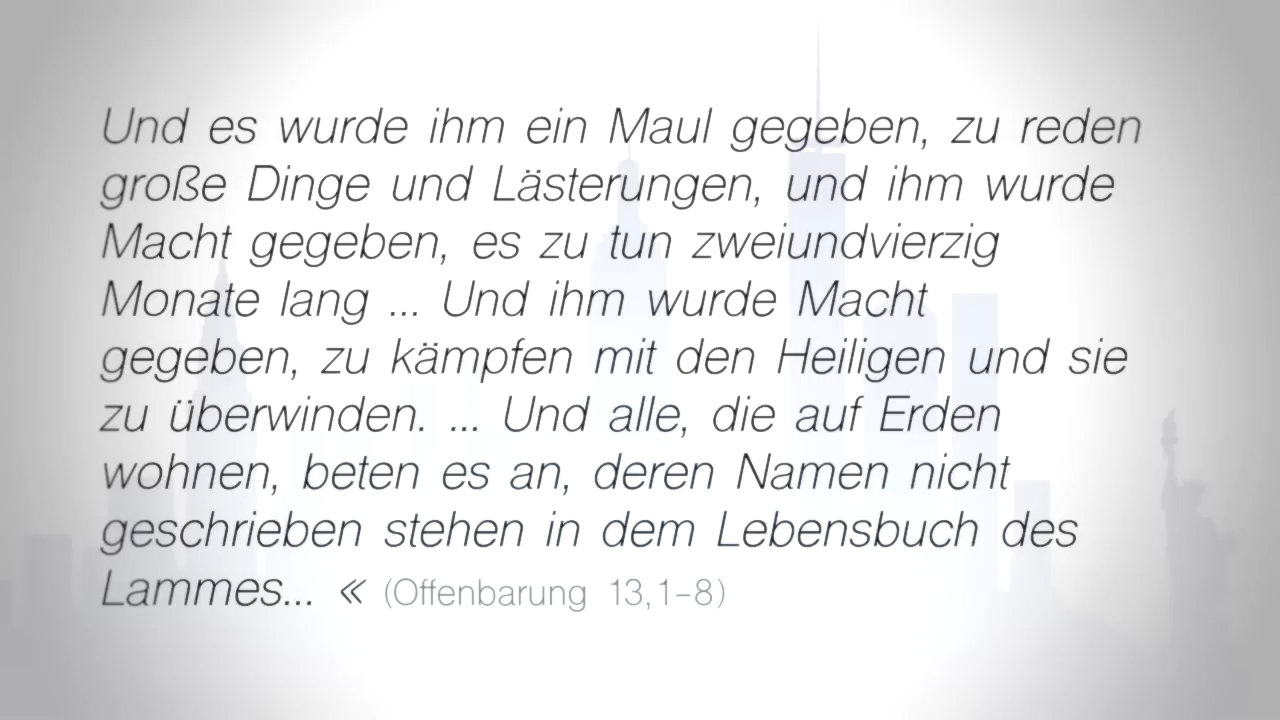 Und es wurde ihm ein Maul gegeben, zu reden
große Dinge und Lästerungen, und ihm wurde
Macht gegeben, es zu tun zweiundvierzig
Monate lang ... Und ihm wurde Macht
gegeben, zu kämpfen mit den Heiligen und sie
zu überwinden. ... Und alle, die auf Erden
wohnen, beten es an, deren Namen nicht
geschrieben stehen in dem Lebensbuch des
Lammes... « (Offenbarung 13,1–8)